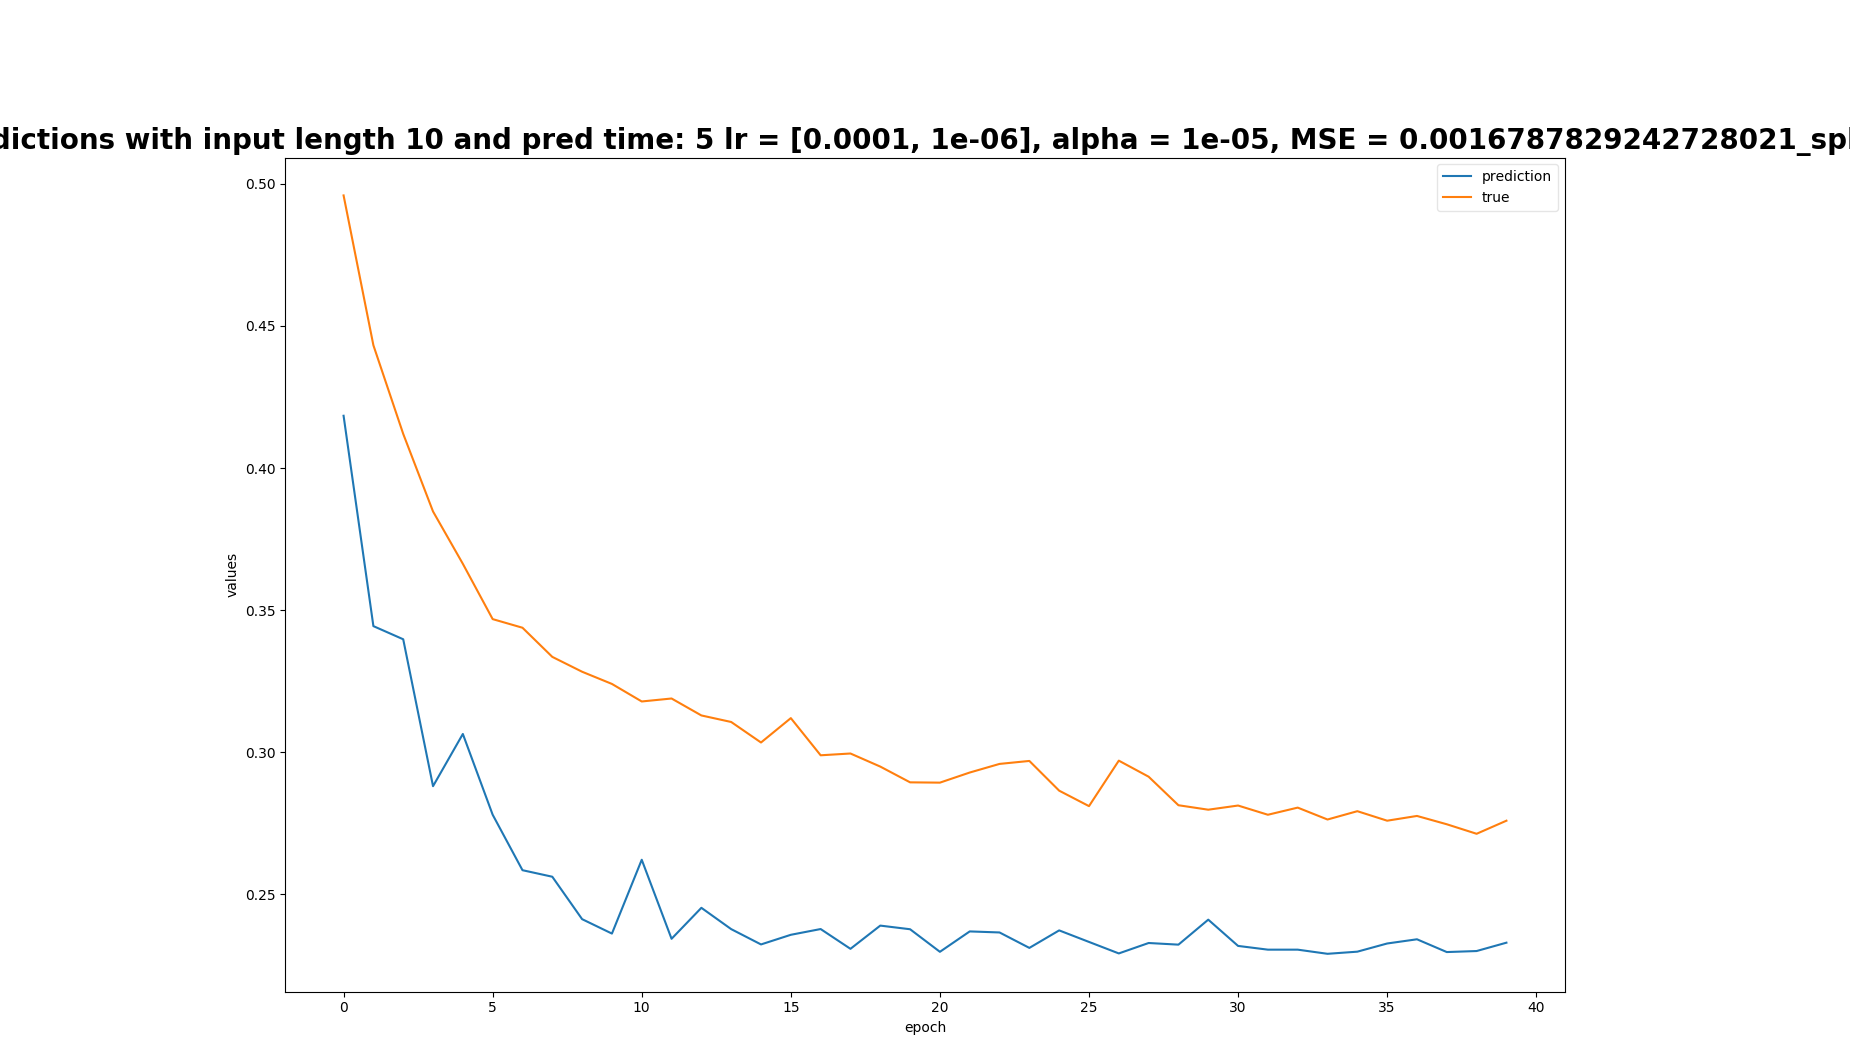 dictions with input length 10 and pred time: 5 lr = [0.0001, 1e-06], alpha = 1e-05, MSE = 0.0016787829242728021_spl
prediction
true
0.50
0.45
0.40
0.35
0.30
0.25
values
0 5 10 15 20 25 30 35 40
epoch